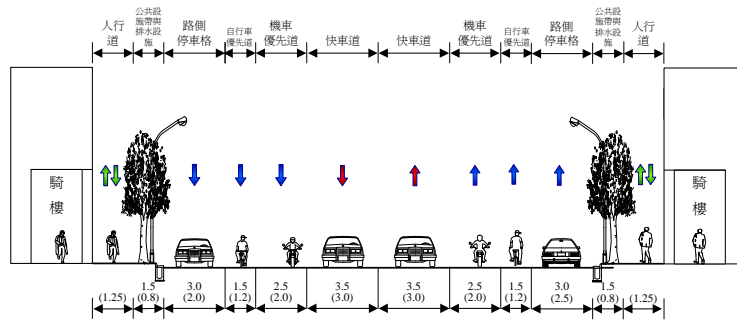 人行
道
公共設
施帶與
排水設
施
路側
停車格
自行車
優先道
機車
優先道
快車道
快車道
機車
優先道
自行車
優先道
路側
停車格
公共設
施帶與
排水設
施
人行
道
騎
樓
騎
樓
(1.25)
1.5
(0.8)
3.0
(2.0)
1.5
(1.2)
2.5
(2.0)
3.5
(3.0)
3.5
(3.0)
2.5
(2.0)
1.5
(1.2)
3.0
(2.5)
1.5
(0.8)
(1.25)